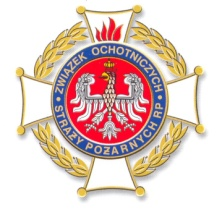 ZWIĄZEK OCHOTNICZYCH
STRAŻY POŻARNYCH RP